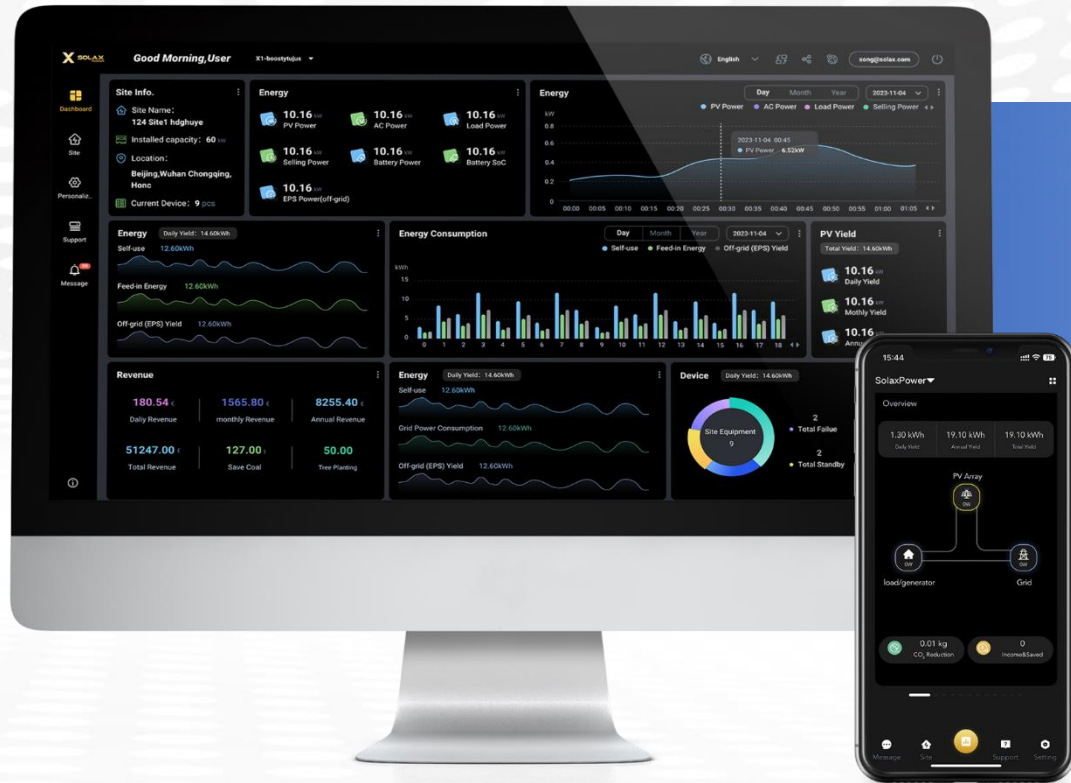 SOLAX
Good Morning,User
X1-boostytujus
English
seng@solax.com
Dashboard
Site
Personaliz..
Support
Message
Site Info.
Site Name:
124 Site1 hdghuye
Installed capacity: 60 kW
Location:
Beijing,Wuhan Chongqing,
Honc
Current Device: 9 pcs
Energy
10.16 kW
PV Power
10.16 kW
AC Power
10.16 kW
Load Power
10.16 kW
Selling Power
10.16 kW
Battery Power
10.16 kW
Battery SoC
10.16 kW
EPS Power(off-grid)
Energy
Day Month Year 2023-11-04
PV Power AC Power Load Power Selling Power
kW
0.8
0.6
0.4
0.2
0
2023-11-04 00:45
PV Power 6.52kW
00:00 00:05 00:10 00:15 00:20 00:25 00:30 00:35 00:40 00:45 00:50 00:55 01:00 01:05
Energy Daily Yield: 14.60kWh
Self-use 12.60kWh
Feed-in Energy 12.60kWh
Off-grid (EPS) Yield 12.60kWh
Energy Consumption
Day Month Year 2023-11-04
Self-use Feed-in Energy Off-grid (EPS) Yield
kWh
15
10
5
0
0 1 2 3 4 5 6 7 8 9 10 11 12 13 14 15 16 17 18
PV Yield
Total Yield: 14.60kWh
10.16
Daily Yield
10.16
Mothly Yield
10.16
Revenue
180.54 €
Daliy Revenue
1565.80 €
monthly Revenue
8255.40 €
Annual Revenue
51247.00 €
Total Revenue
127.00
Save Coal
50.00
Tree Planting
Energy Daily Yield: 14.60kWh
Self-use 12.60kWh
Grid Power Consumption 12.60kWh
Off-grid (EPS) Yield 12.60kWh
Device Daily Yield: 14.60kWh
Site Equipment
9
2
Total Failue
2
Total Standby
15:44
SolaxPower
Overview
1.30 kWh
Daily Yield
19.10 kWh
Annual Yield
19.10 kWh
Total Yield
PV Array
0W
0W
0W
load/generator
Grid
0.01 kg
CO₂ Reduction
0
Income&Saved
Message
Site
Support
Setting